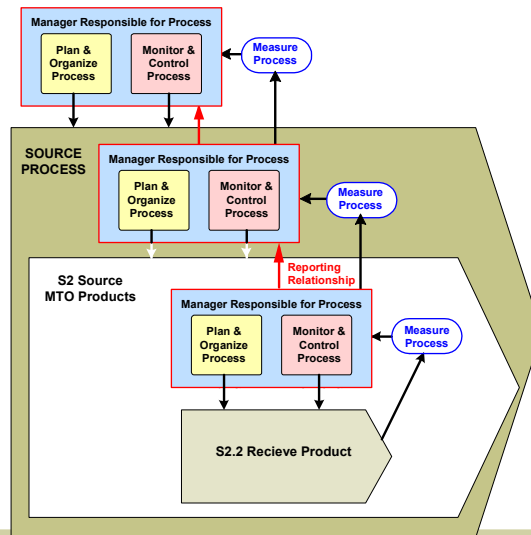 Manager Responsible for Process
Plan &
Organize
Process
Monitor &
Control
Process
Measure
Process
SOURCE
PROCESS
Manager Responsible for Process
Plan &
Organize
Process
Monitor &
Control
Process
Measure
Process
Reporting
Relationship
S2 Source
MTO Products
Manager Responsible for Process
Plan &
Organize
Process
Monitor &
Control
Process
Measure
Process
S2.2 Recieve Product